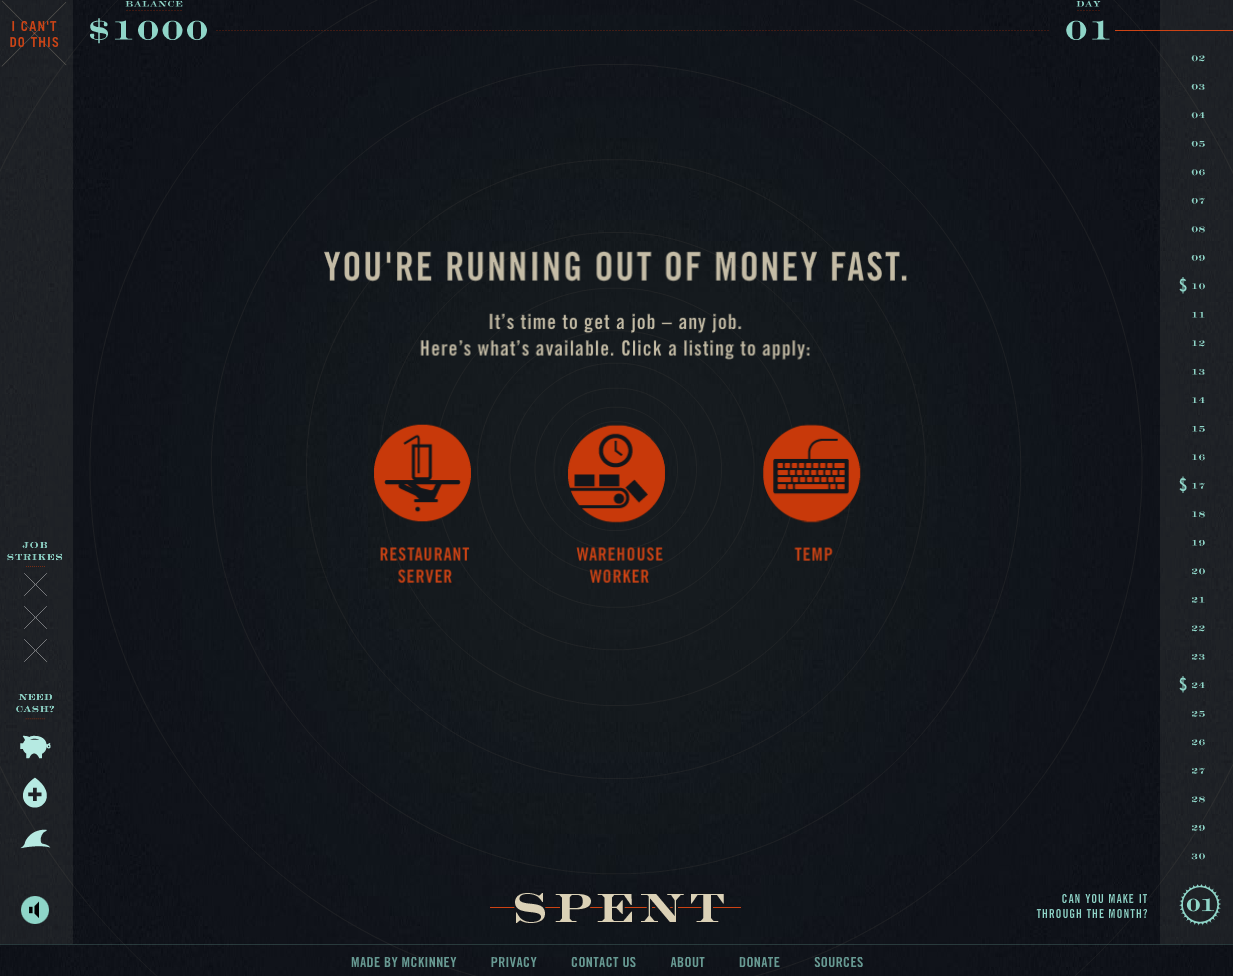 I CAN'T
DO THIS
BALANCE
$1000
DAY
01
02
03
04
05
06
07
08
09
$ 10
11
12
13
14
15
16
$ 17
18
19
20
21
22
23
$ 24
25
26
27
28
29
30
YOU'RE RUNNING OUT OF MONEY FAST.
It's time to get a job – any job.
Here's what's available. Click a listing to apply:
RESTAURANT
SERVER
WAREHOUSE
WORKER
TEMP
JOB
STRIKES
NEED
CASH?
SPENT
CAN YOU MAKE IT
THROUGH THE MONTH?
01
MADE BY MCKINNEY
PRIVACY
CONTACT US
ABOUT
DONATE
SOURCES